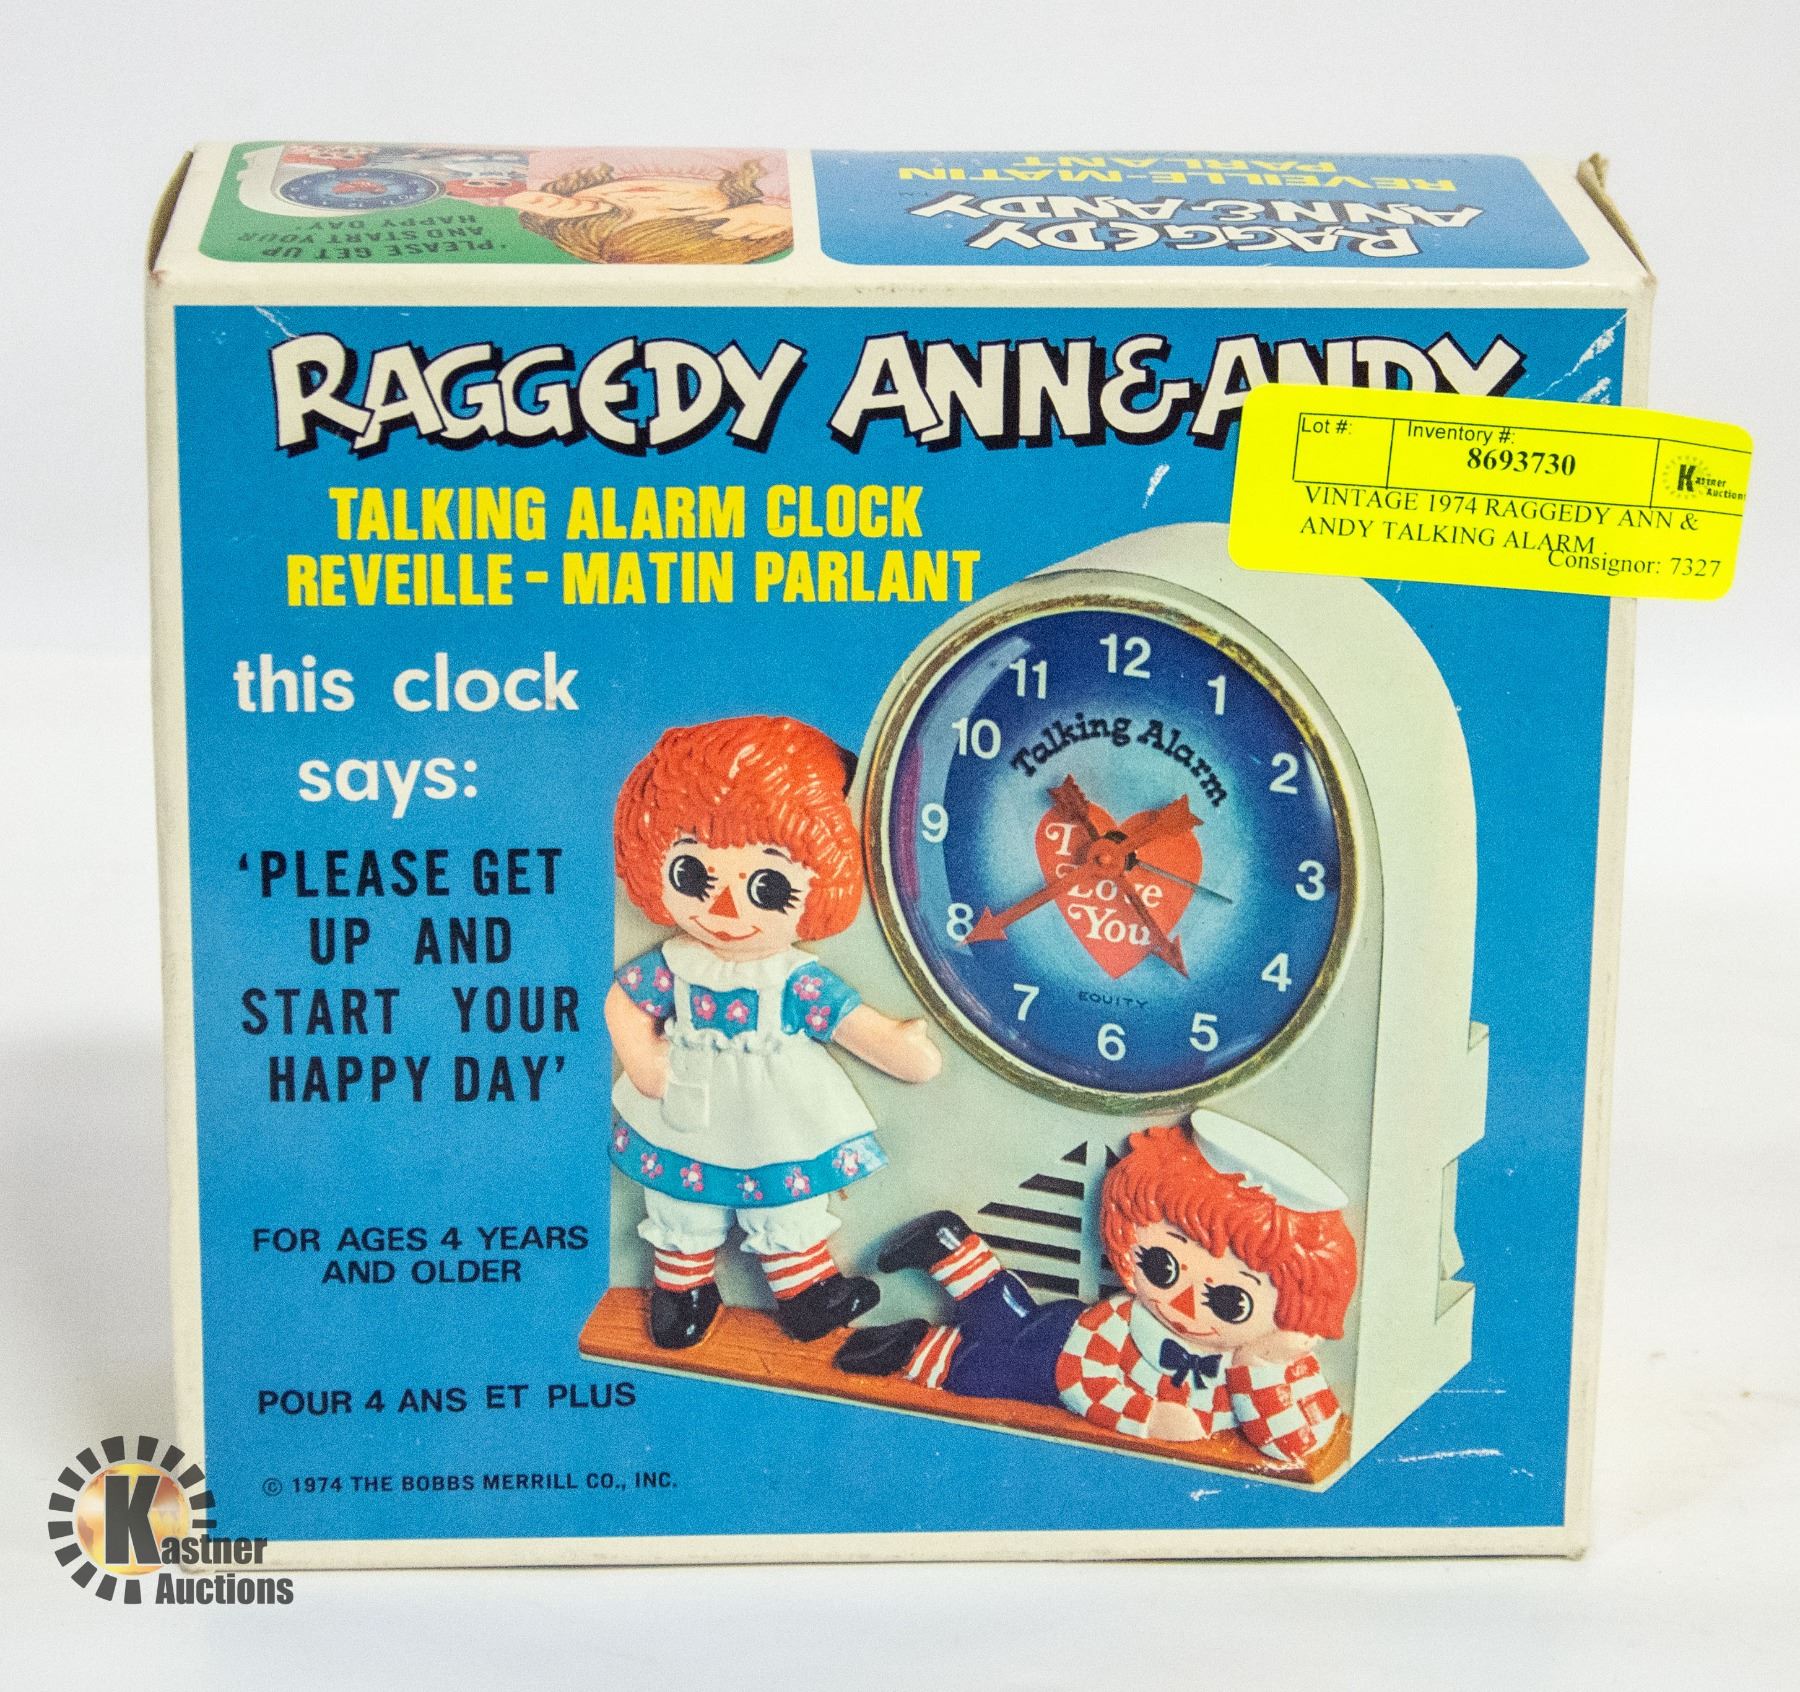 REVEILLE-MATIN
PARLANT
RAGGEDY
ANN & ANDY
'PLEASE GET UP
AND START YOUR
HAPPY DAY'
RAGGEDY ANN & ANDY
TALKING ALARM CLOCK
REVEILLE - MATIN PARLANT
this clock
says:
'PLEASE GET
UP AND
START YOUR
HAPPY DAY'
FOR AGES 4 YEARS
AND OLDER
POUR 4 ANS ET PLUS
© 1974 THE BOBBS MERRILL CO., INC.
Lot #:
Inventory #:
8693730
Kastner
Auctions
VINTAGE 1974 RAGGEDY ANN &
ANDY TALKING ALARM
Consignor: 7327
12
1
2
3
4
5
6
7
8
9
10
11
Talking Alarm
I
Love
You
EQUITY
Kastner
Auctions